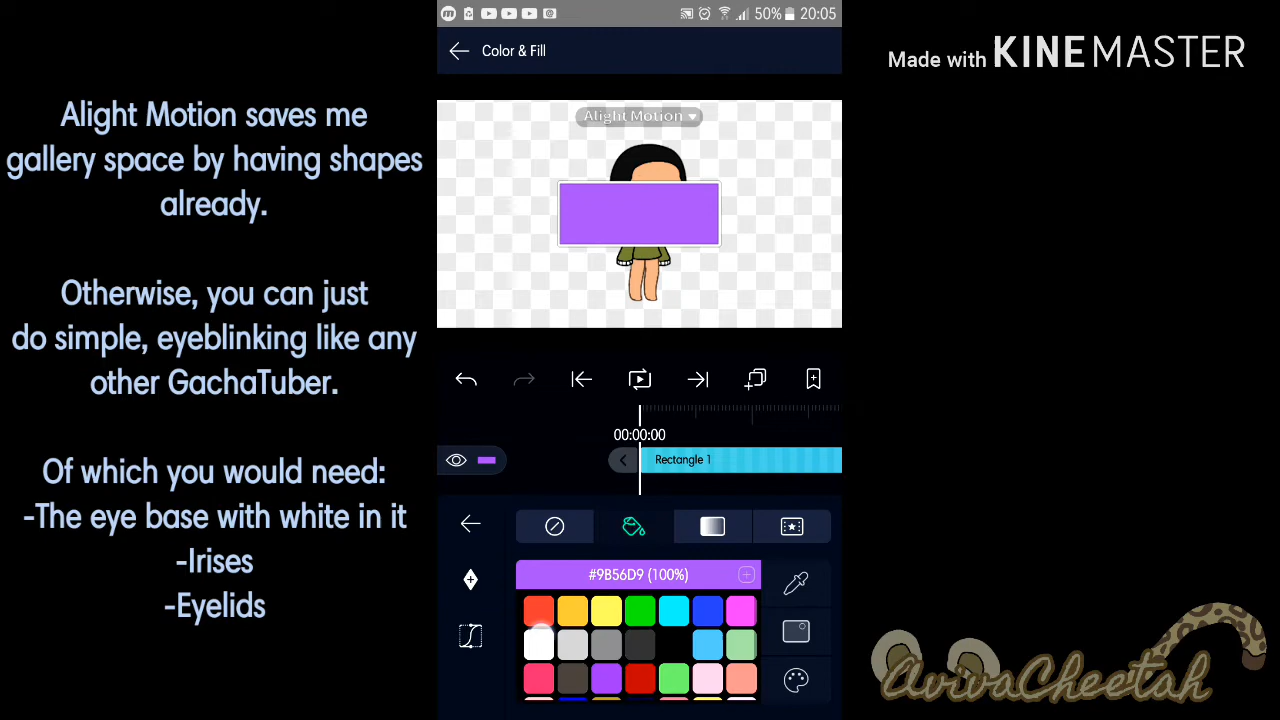 Alight Motion saves me
gallery space by having shapes
already.
Otherwise, you can just
do simple, eyeblinking like any
other GachaTuber.
Of which you would need:
-The eye base with white in it
-Irises
-Eyelids
50% 20:05
Color & Fill
Alight Motion
00:00:00
Rectangle 1
#9B56D9 (100%)
Made with KINEMASTER
AvivaCheetah